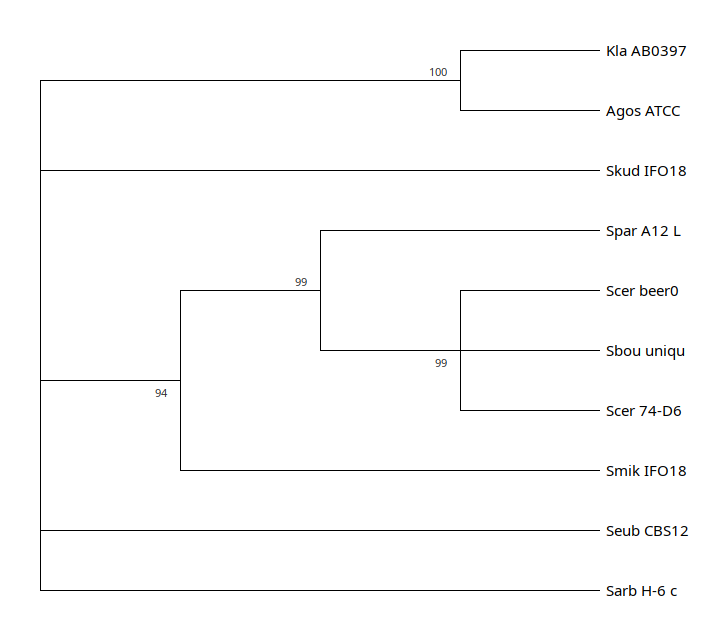 Kla AB0397
100
Agos ATCC
Skud IFO18
Spar A12 L
99
Scer beer0
Sbou uniqu
99
Scer 74-D6
94
Smik IFO18
Seub CBS12
Sarb H-6 c